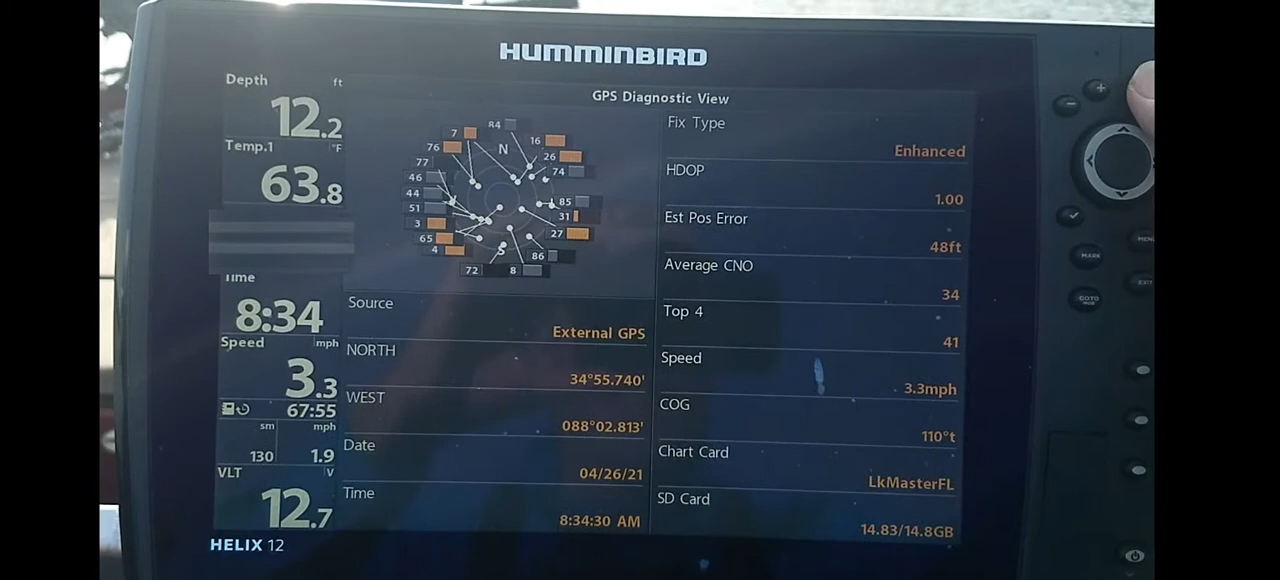 HUMMINBIRD
GPS Diagnostic View
Depth ft
12.2
Temp.1 °F
63.8
Time
8:34
Speed mph
3.3
67:55
sm mph
130 1.9
VLT V
12.7
84
7
16
76
26
77
74
46
44
85
51
31
3
27
65
4
86
72
8
N
S
Source
External GPS
NORTH
34°55.740'
WEST
088°02.813'
Date
04/26/21
Time
8:34:30 AM
Fix Type
Enhanced
HDOP
1.00
Est Pos Error
48ft
Average CNO
34
Top 4
41
Speed
3.3mph
COG
110°t
Chart Card
LkMasterFL
SD Card
14.83/14.8GB
HELIX 12
MARK
MENU
EXIT
GOTO
MOB